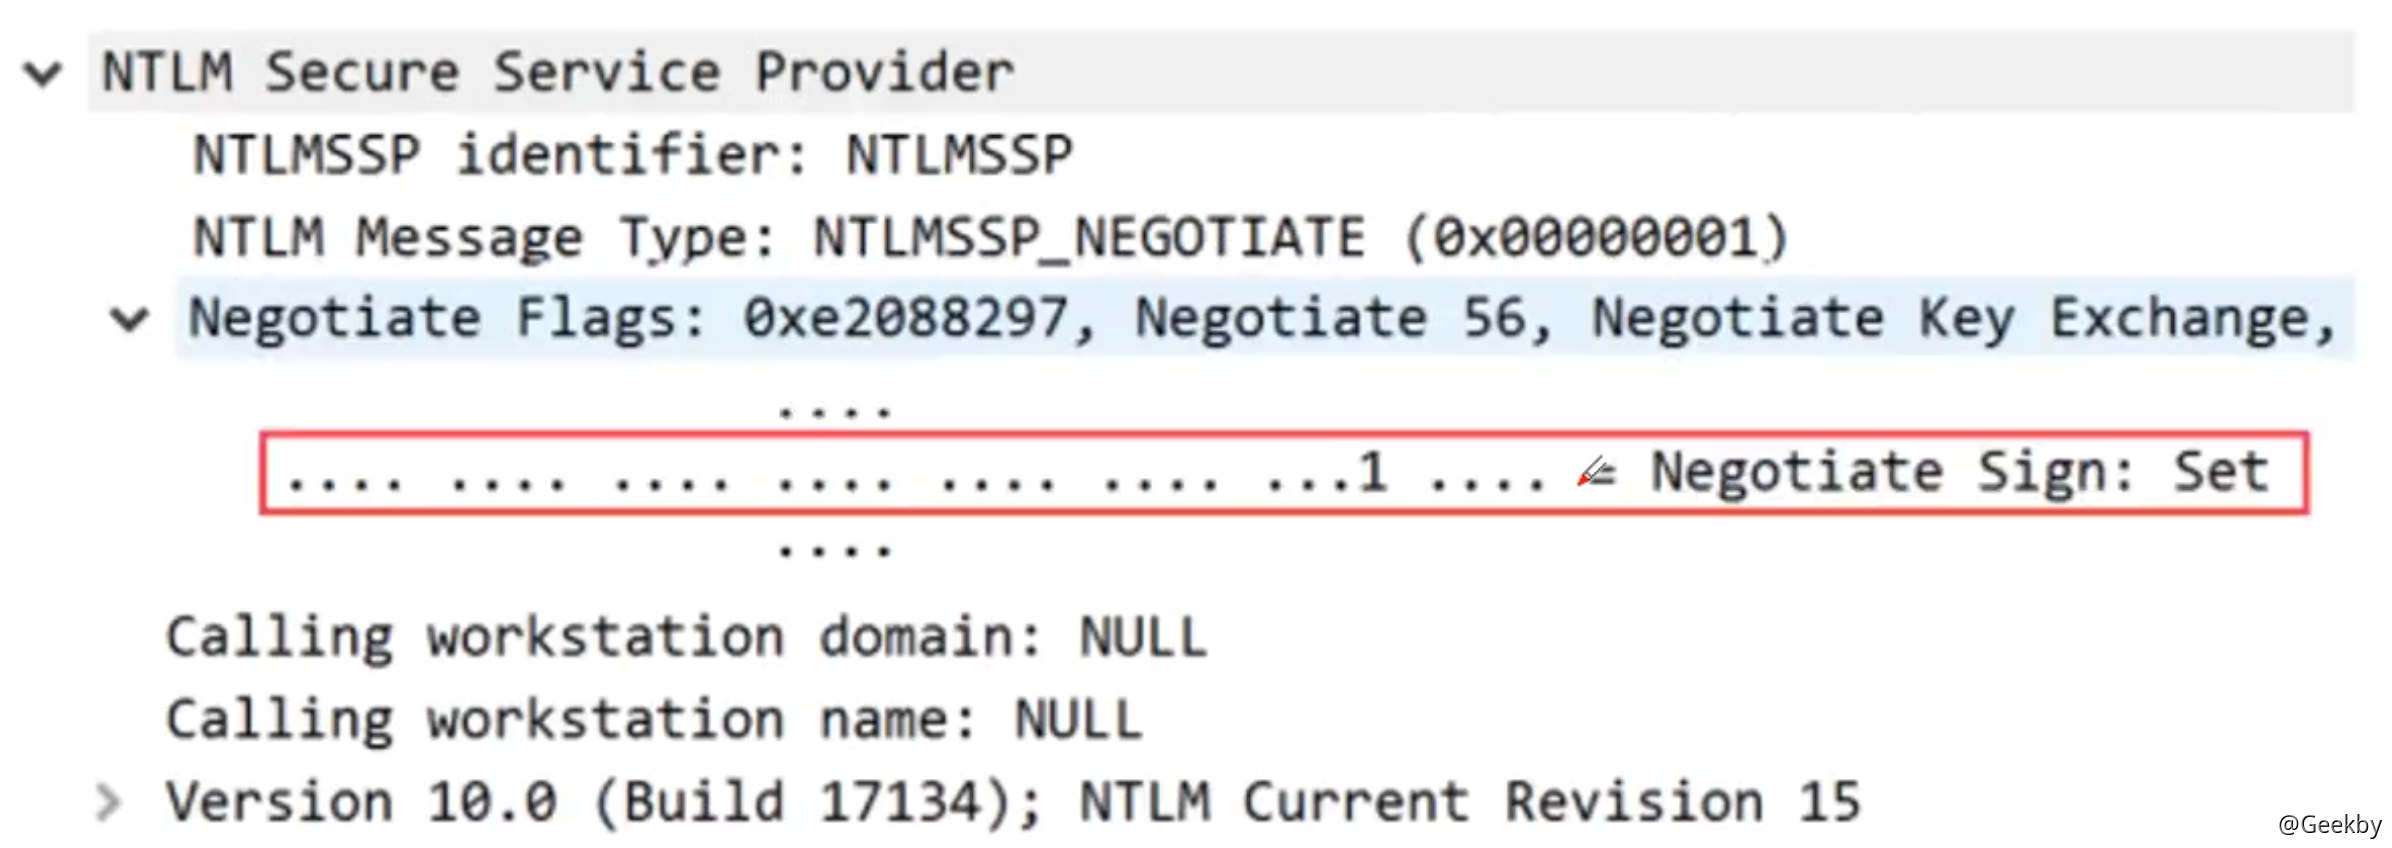 NTLM Secure Service Provider
NTLMSSP identifier: NTLMSSP
NTLM Message Type: NTLMSSP_NEGOTIATE (0x00000001)
Negotiate Flags: 0xe2088297, Negotiate 56, Negotiate Key Exchange,
....
.... .... .... .... .... .... ...1 .... = Negotiate Sign: Set
....
Calling workstation domain: NULL
Calling workstation name: NULL
Version 10.0 (Build 17134); NTLM Current Revision 15
@Geekby